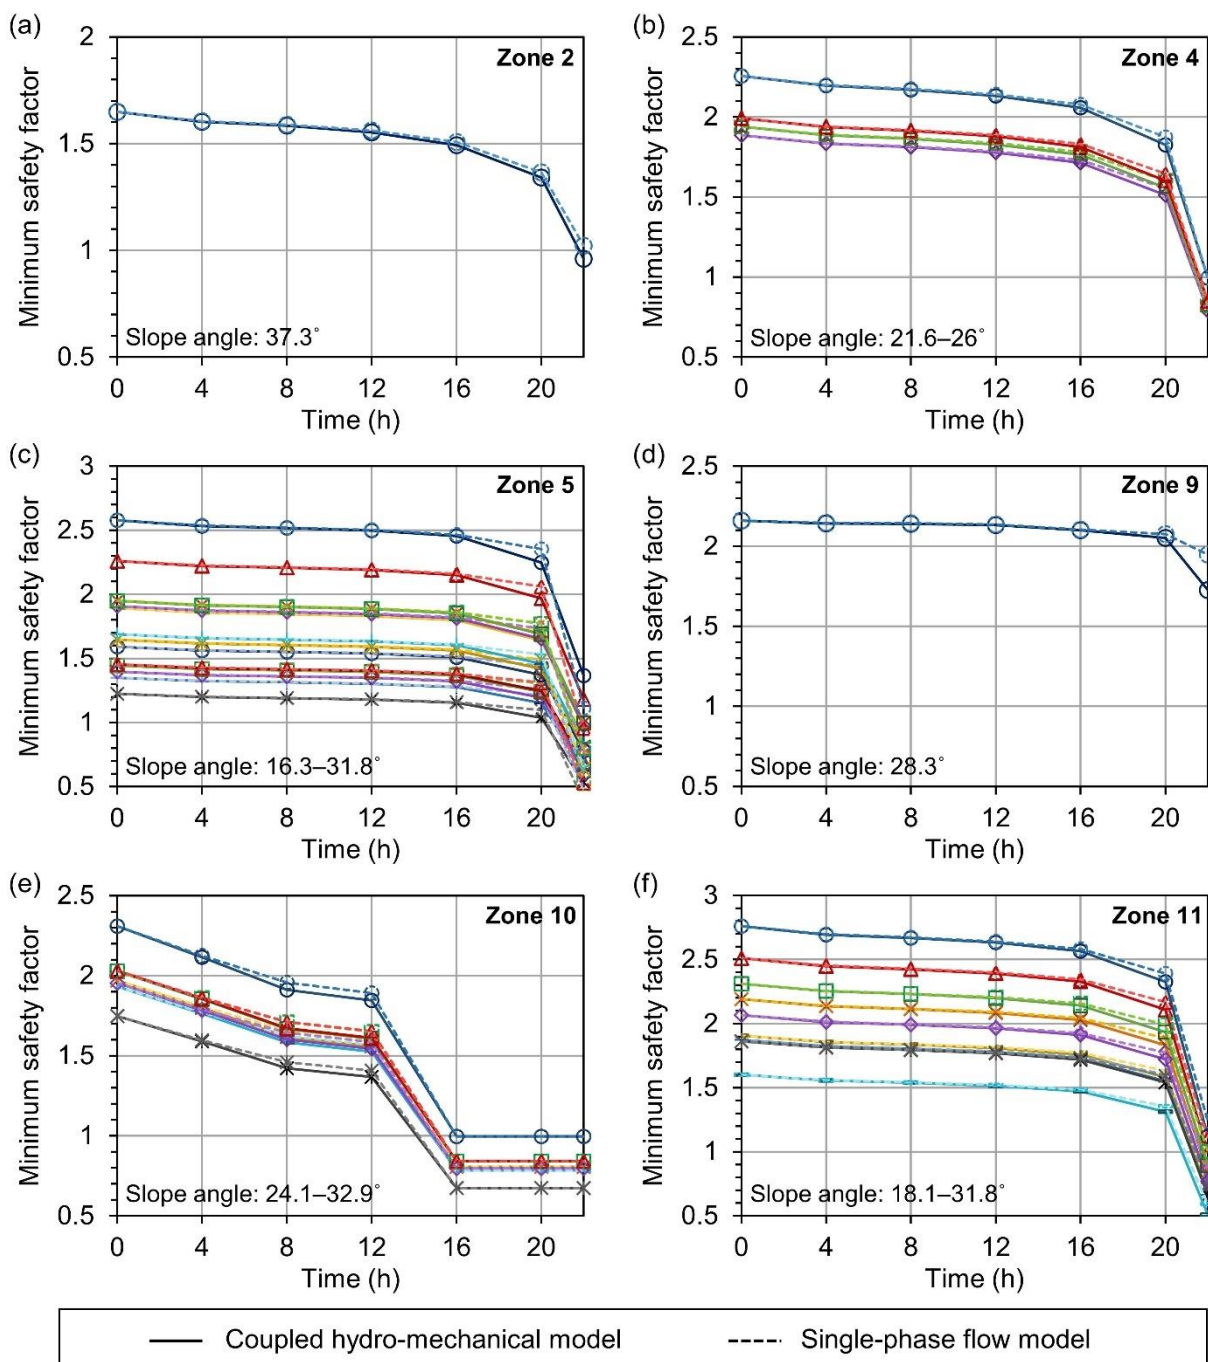 (a)
2
1.5
1
0.5
Minimum safety factor
Zone 2
Slope angle: 37.3˚
0 4 8 12 16 20
Time (h)
(b)
2.5
2
1.5
1
0.5
Minimum safety factor
Zone 4
Slope angle: 21.6–26˚
0 4 8 12 16 20
Time (h)
(c)
3
2.5
2
1.5
1
0.5
Minimum safety factor
Zone 5
Slope angle: 16.3–31.8˚
0 4 8 12 16 20
Time (h)
(d)
2.5
2
1.5
1
0.5
Minimum safety factor
Zone 9
Slope angle: 28.3˚
0 4 8 12 16 20
Time (h)
(e)
2.5
2
1.5
1
0.5
Minimum safety factor
Zone 10
Slope angle: 24.1–32.9˚
0 4 8 12 16 20
Time (h)
(f)
3
2.5
2
1.5
1
0.5
Minimum safety factor
Zone 11
Slope angle: 18.1–31.8˚
0 4 8 12 16 20
Time (h)
Coupled hydro-mechanical model
Single-phase flow model